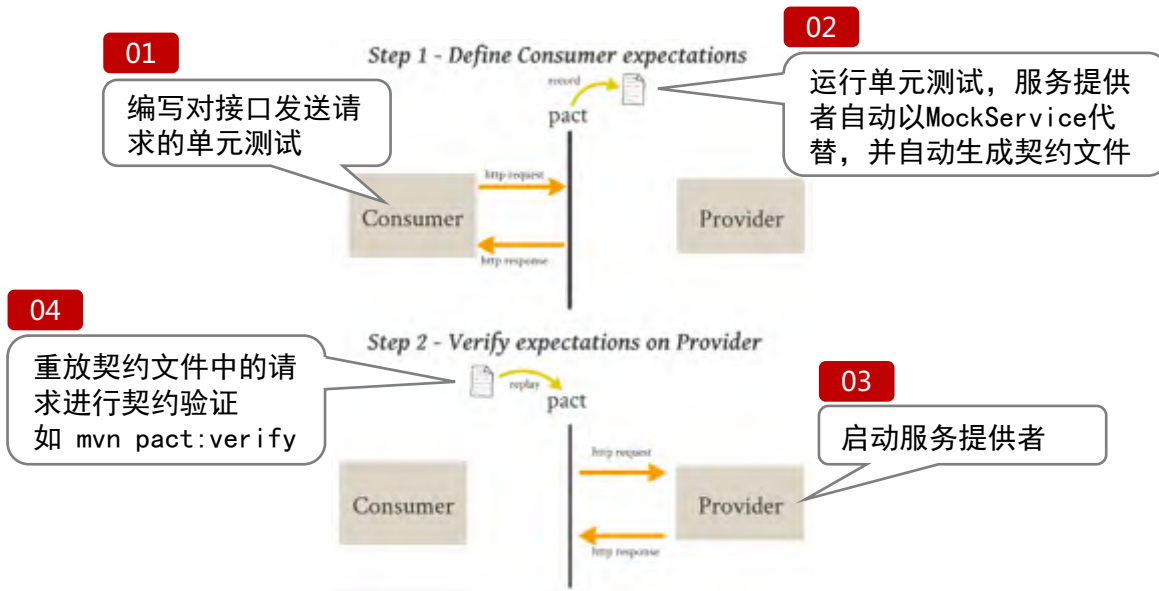 01
编写对接口发送请
求的单元测试
Step 1 - Define Consumer expectations
02
运行单元测试，服务提供
者自动以MockService代
替，并自动生成契约文件
record
pact
http request
Consumer
Provider
http response
04
重放契约文件中的请
求进行契约验证
如 mvn pact:verify
Step 2 - Verify expectations on Provider
replay
pact
03
启动服务提供者
http request
Consumer
Provider
http response